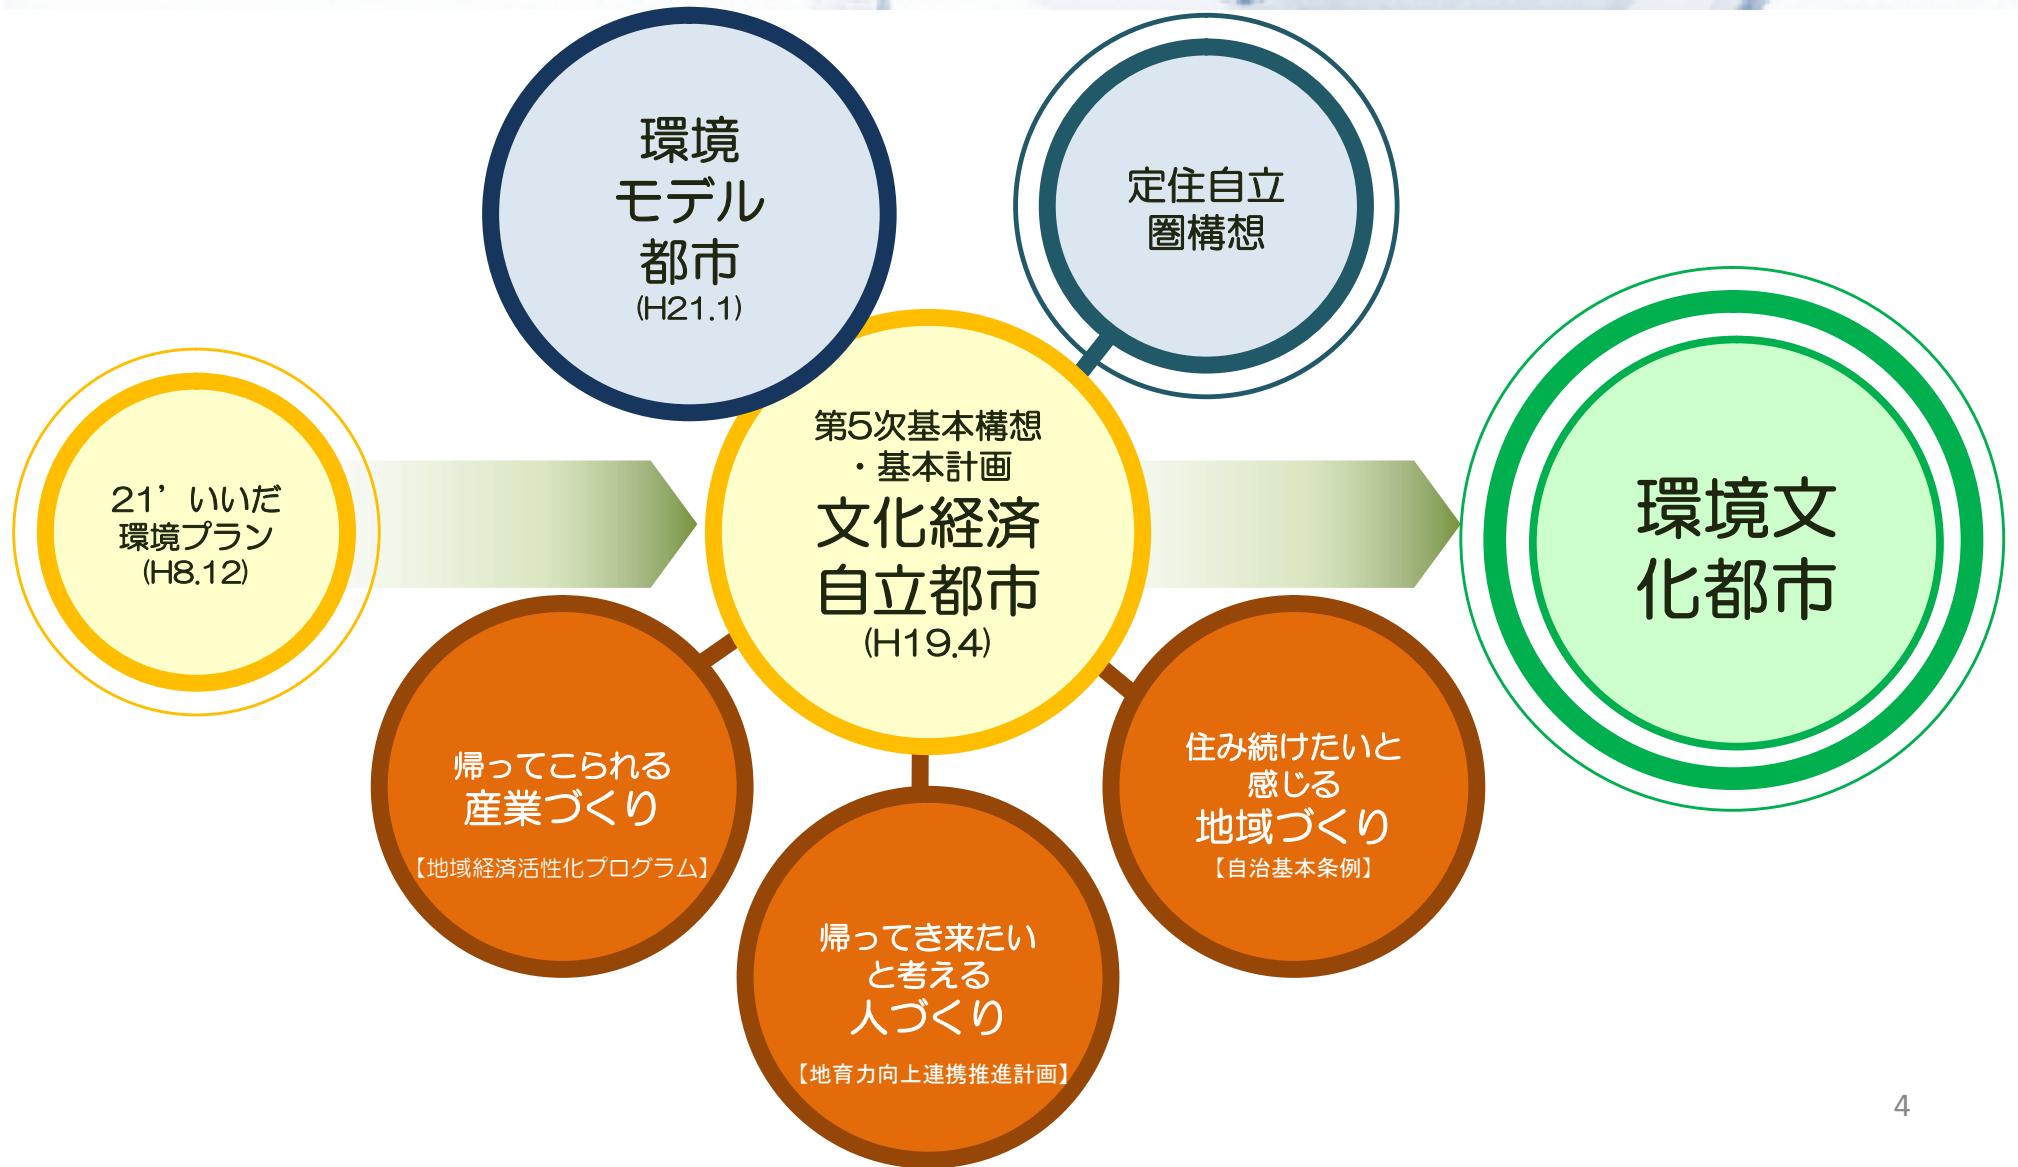 環境
モデル
都市
(H21.1)
定住自立
圏構想
21’いいだ
環境プラン
(H8.12)
第5次基本構想
・基本計画
文化経済
自立都市
(H19.4)
環境文
化都市
帰ってこられる
産業づくり
【地域経済活性化プログラム】
帰ってき来たい
と考える
人づくり
【地育力向上連携推進計画】
住み続けたいと
感じる
地域づくり
【自治基本条例】
4